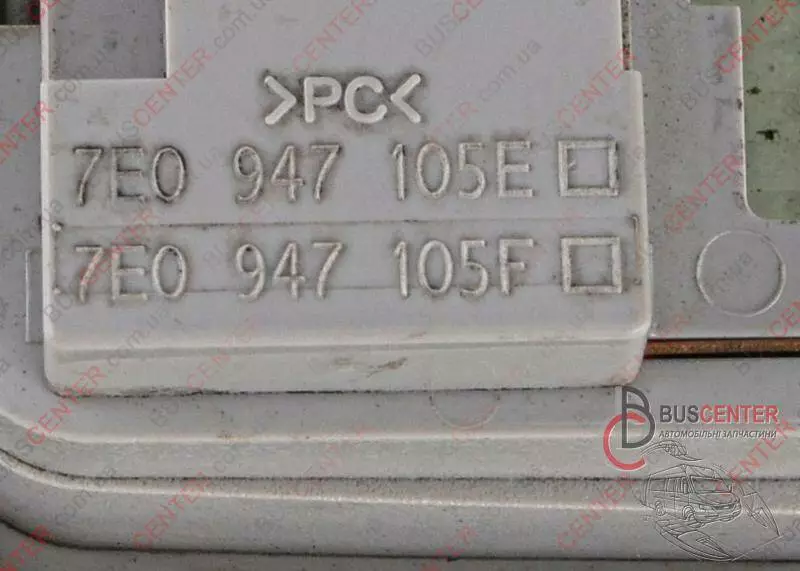 >PC<
7E0 947 105E □
7E0 947 105F □
BUSCENTER
АВТОМОБІЛЬНІ ЗАПЧАСТИНИ